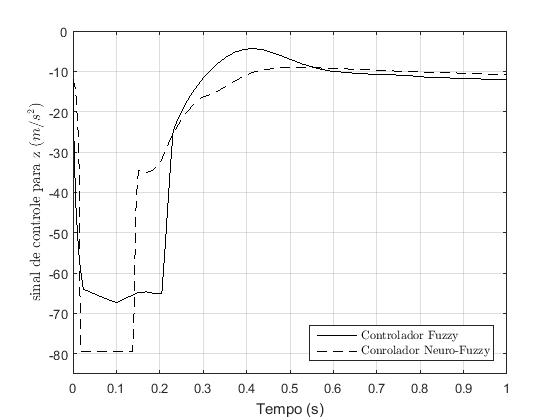 0
-10
-20
-30
-40
-50
-60
-70
-80
sinal de controle para z (m/s²)
Controlador Fuzzy
Conrolador Neuro-Fuzzy
0 0.1 0.2 0.3 0.4 0.5 0.6 0.7 0.8 0.9 1
Tempo (s)